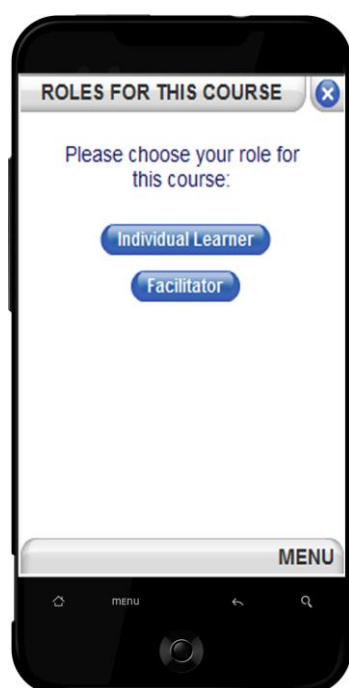 ROLES FOR THIS COURSE
Please choose your role for
this course:
Individual Learner
Facilitator
MENU
menu